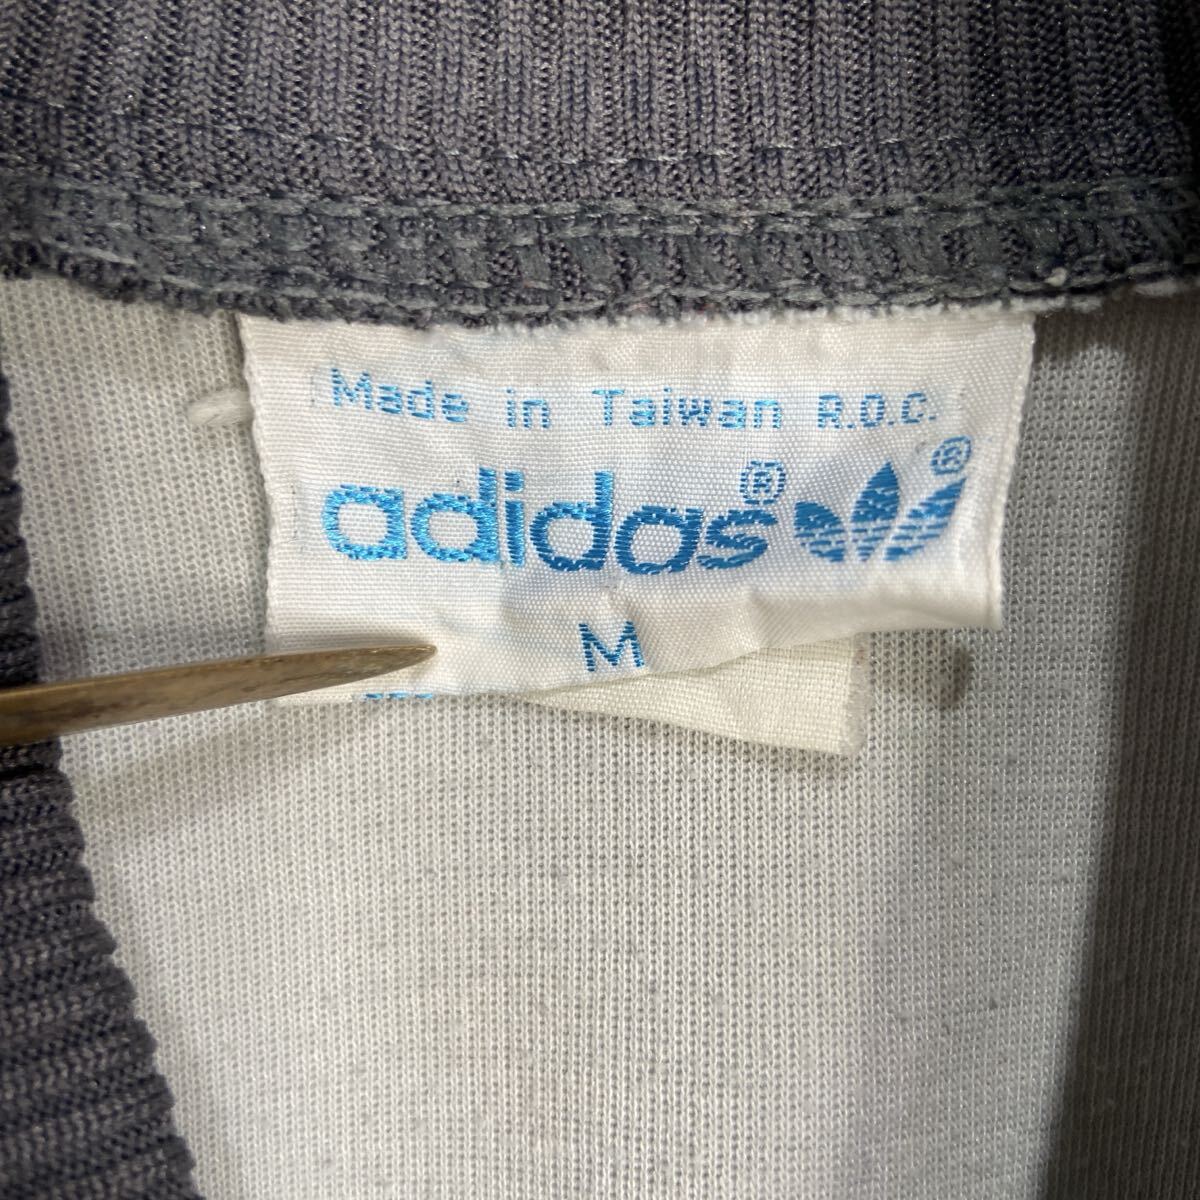 Made in Taiwan R.O.C.
adidas® ®
M